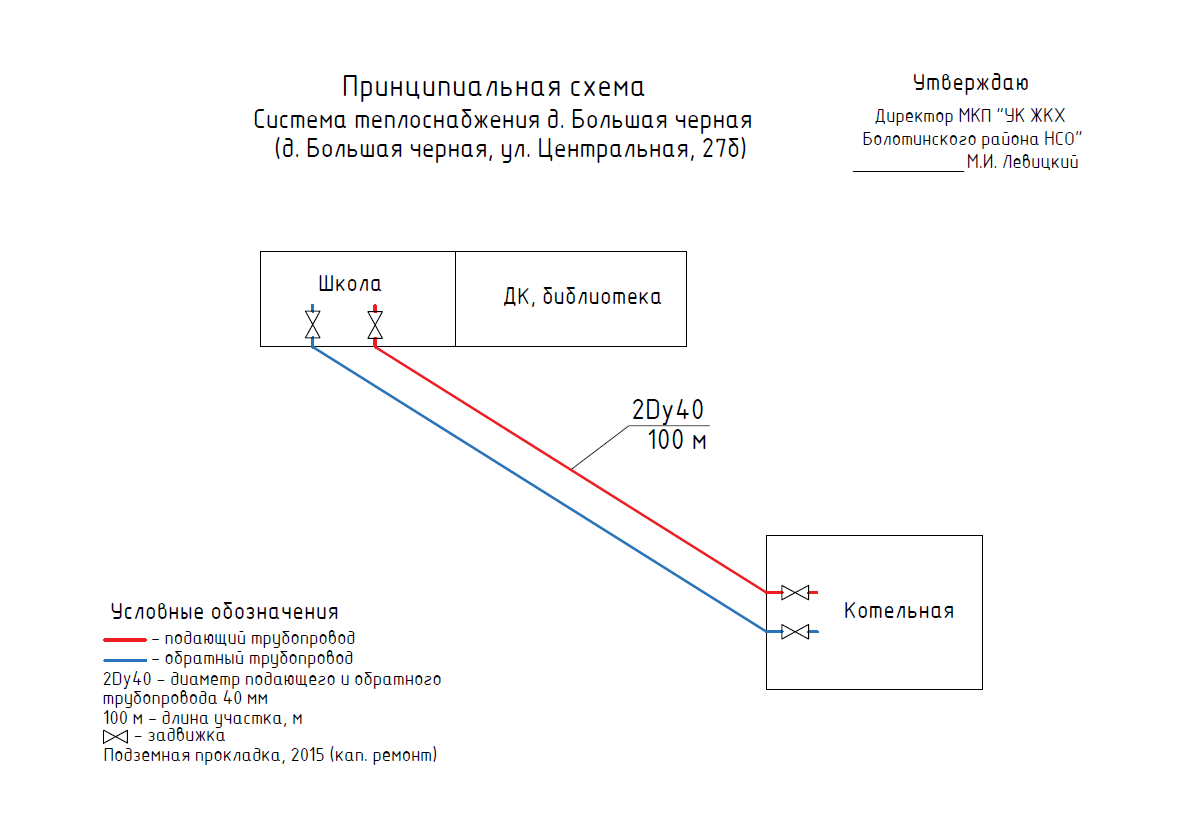 Принципиальная схема
Система теплоснабжения д. Большая черная
(д. Большая черная, ул. Центральная, 27б)
Утверждаю
Директор МКП "УК ЖКХ
Болотинского района НСО"
М.И. Левицкий
Школа
ДК, библиотека
2Dy40
100 м
Котельная
Условные обозначения
– подающий трубопровод
– обратный трубопровод
2Dy40 – диаметр подающего и обратного
трубопровода 40 мм
100 м – длина участка, м
– задвижка
Подземная прокладка, 2015 (кап. ремонт)